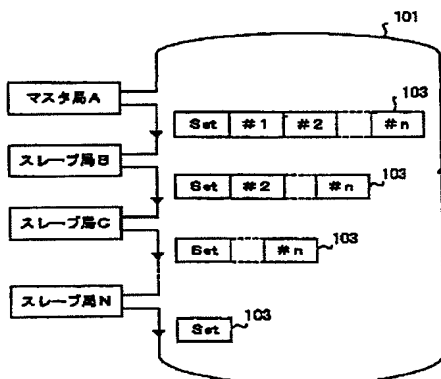 101
マスタ局A
103
Set #1 #2 #n
スレーブ局B
Set #2 #n 103
スレーブ局C
Set #n 103
スレーブ局N
Set 103